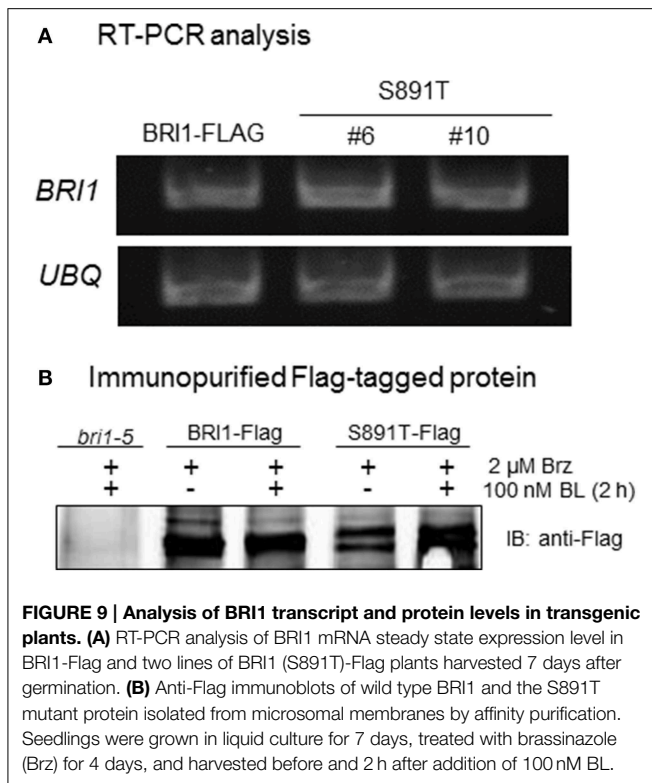 A RT-PCR analysis
S891T
BRI1-FLAG #6 #10
BRI1
UBQ
B Immunopurified Flag-tagged protein
bri1-5 BRI1-Flag S891T-Flag
+ + + + + 2 µM Brz
+ - + - + 100 nM BL (2 h)
IB: anti-Flag
FIGURE 9 | Analysis of BRI1 transcript and protein levels in transgenic
plants. (A) RT-PCR analysis of BRI1 mRNA steady state expression level in
BRI1-Flag and two lines of BRI1 (S891T)-Flag plants harvested 7 days after
germination. (B) Anti-Flag immunoblots of wild type BRI1 and the S891T
mutant protein isolated from microsomal membranes by affinity purification.
Seedlings were grown in liquid culture for 7 days, treated with brassinazole
(Brz) for 4 days, and harvested before and 2 h after addition of 100 nM BL.